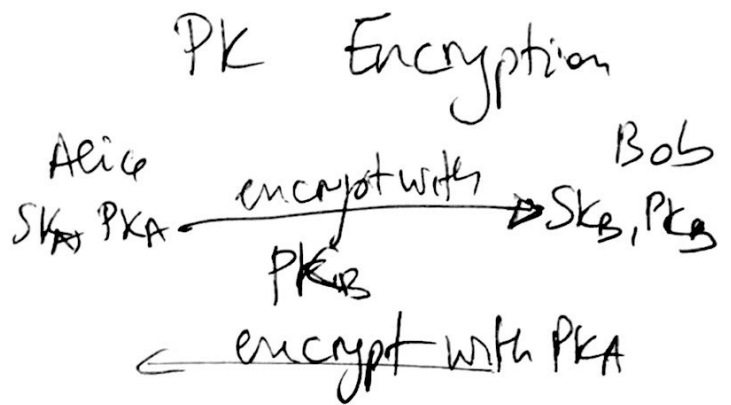 PK Encryption
Alice
Bob
encrypt with
SKA, PKA
SKB, PKB
PKB
encrypt with PKA